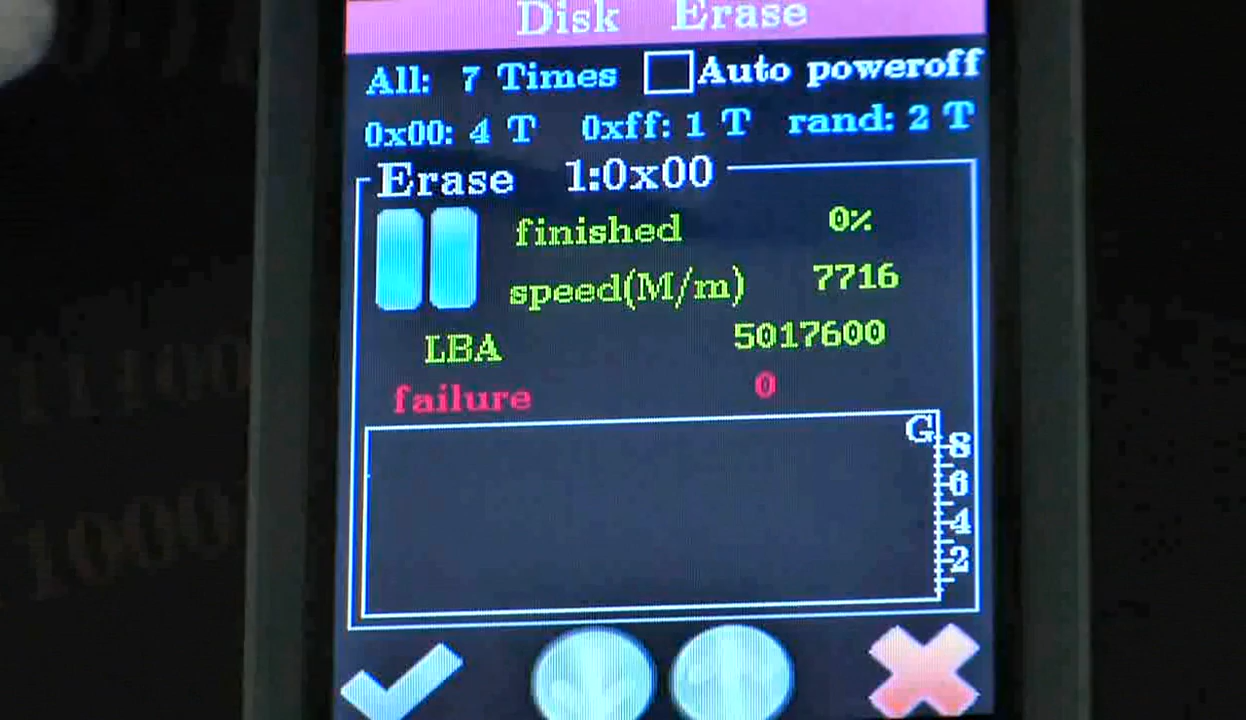 Disk Erase
All: 7 Times Auto poweroff
0x00: 4 T 0xff: 1 T rand: 2 T
Erase 1:0x00
finished 0%
speed(M/m) 7716
LBA 5017600
failure 0
G
8
6
4
2